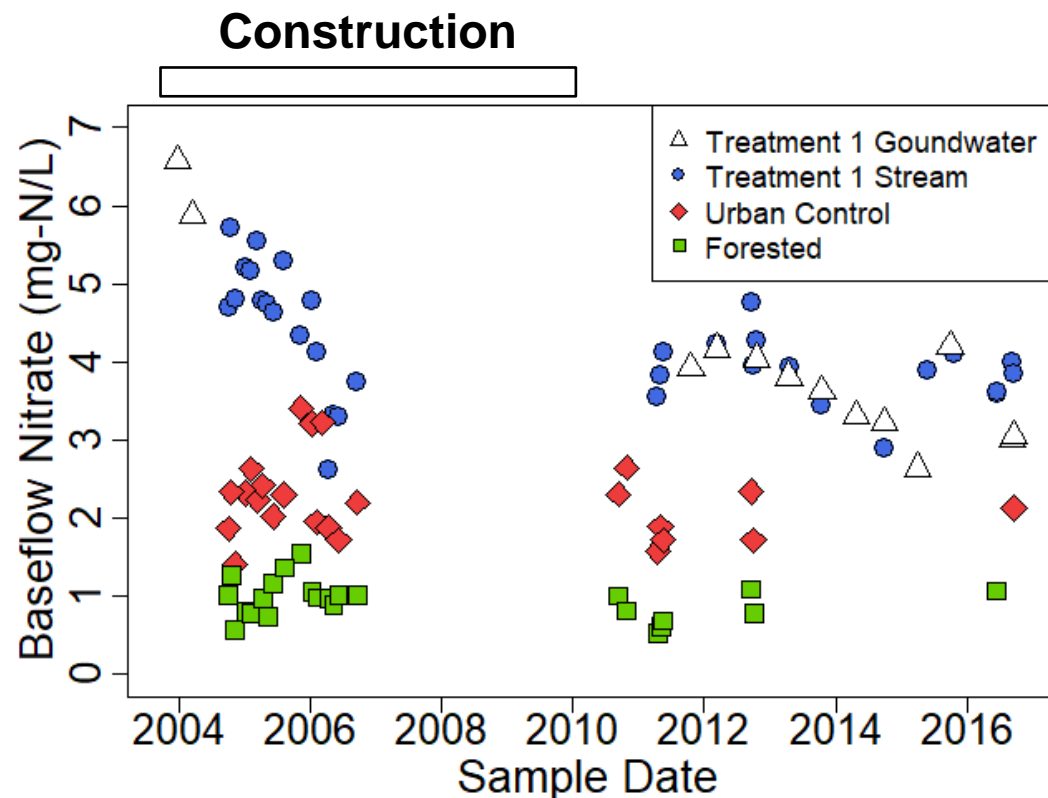 Construction
Baseflow Nitrate (mg-N/L)
7
6
5
4
3
2
1
0
Treatment 1 Goundwater
Treatment 1 Stream
Urban Control
Forested
2004 2006 2008 2010 2012 2014 2016
Sample Date